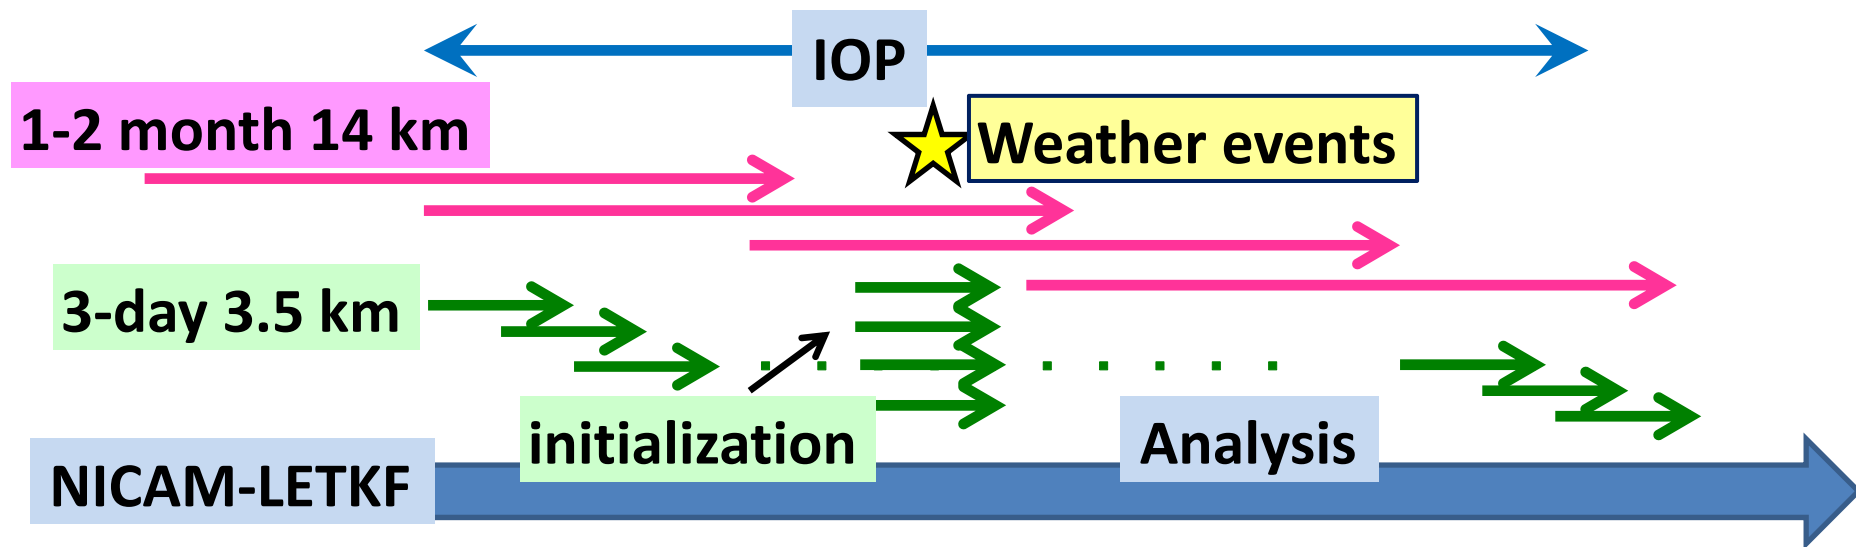 IOP
1-2 month 14 km
Weather events
3-day 3.5 km
initialization
Analysis
NICAM-LETKF